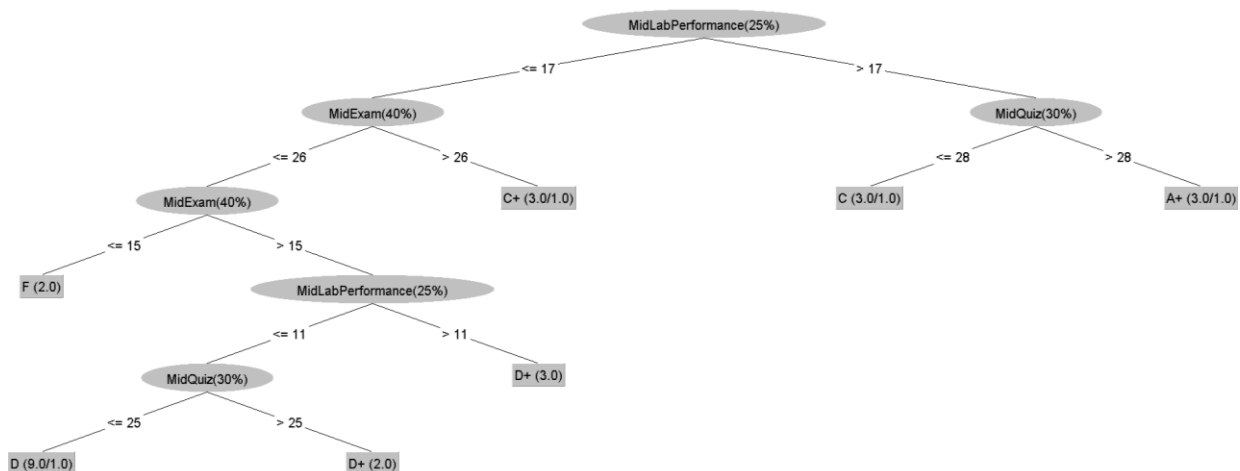 MidLabPerformance(25%)
<= 17
> 17
MidExam(40%)
MidQuiz(30%)
<= 26
> 26
<= 28
> 28
MidExam(40%)
C+ (3.0/1.0)
C (3.0/1.0)
A+ (3.0/1.0)
<= 15
> 15
F (2.0)
MidLabPerformance(25%)
<= 11
> 11
MidQuiz(30%)
D+ (3.0)
<= 25
> 25
D (9.0/1.0)
D+ (2.0)